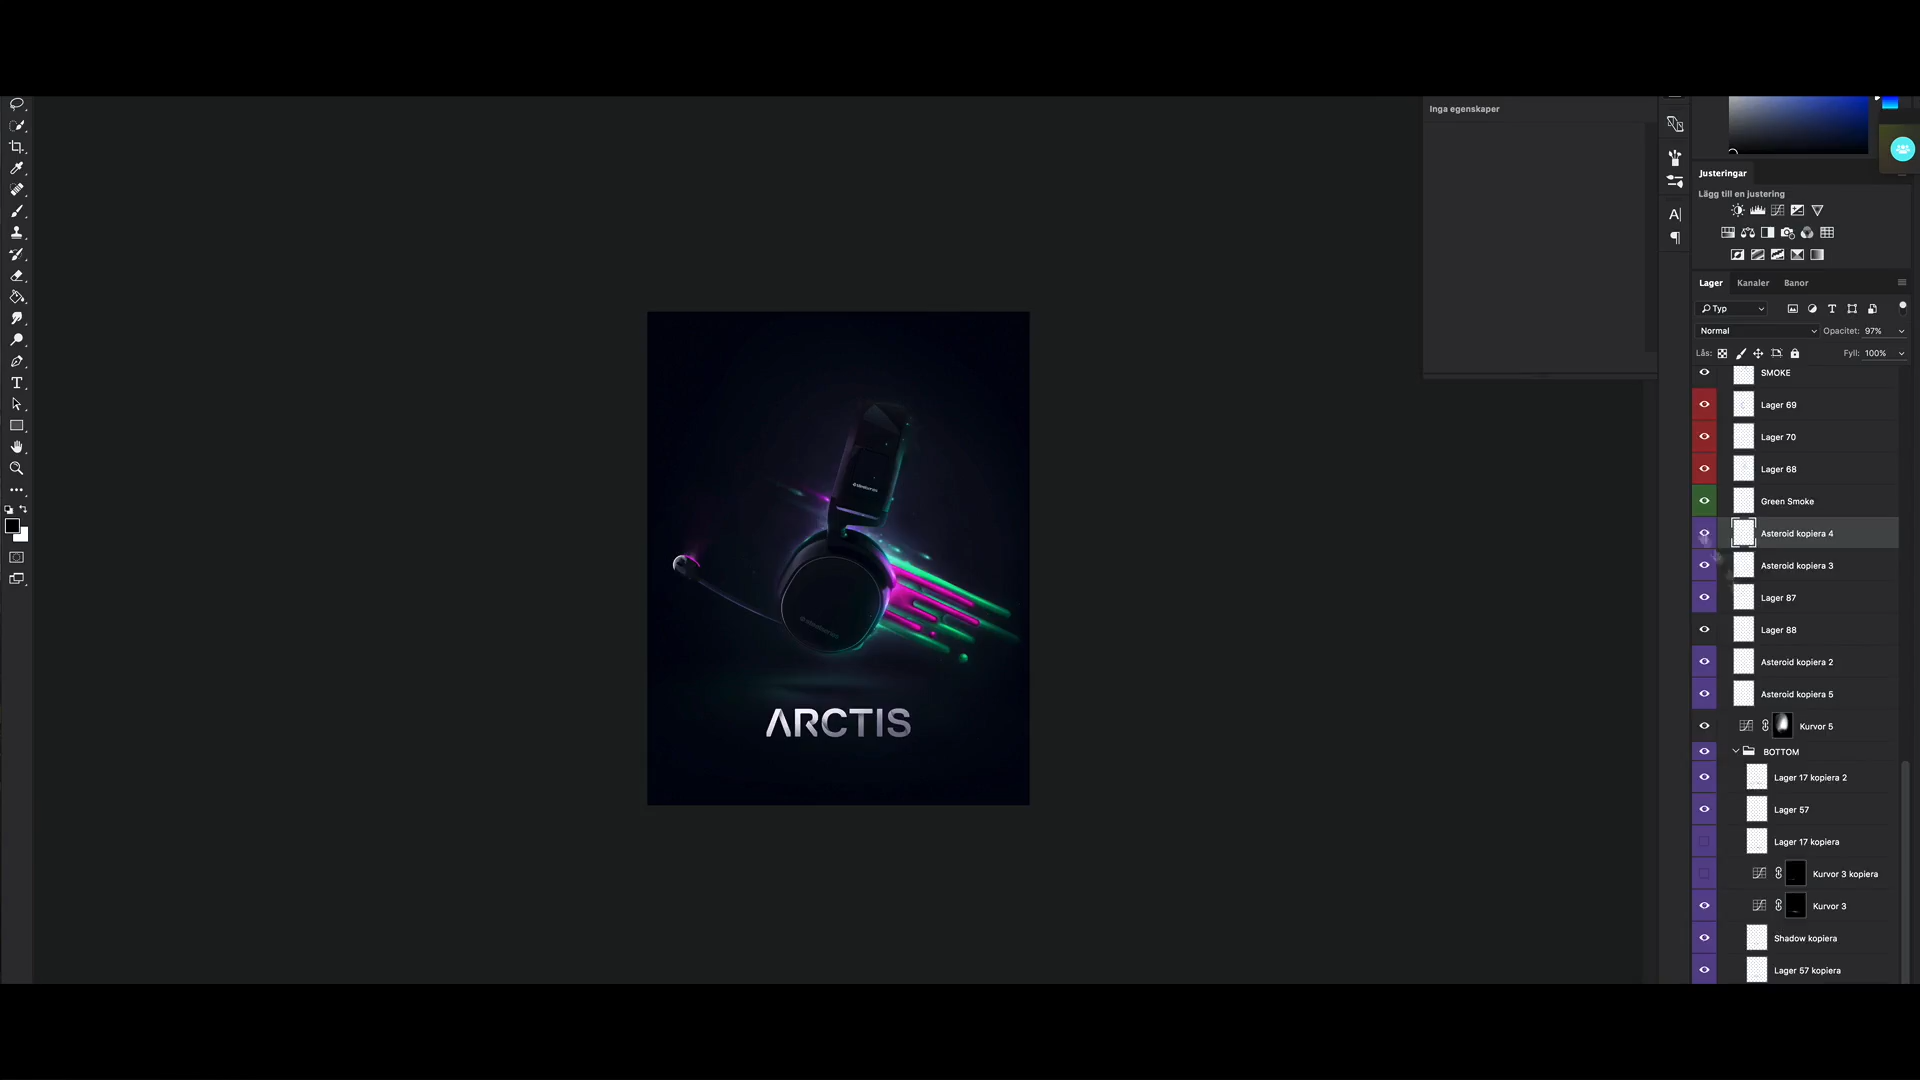 Inga egenskaper
Justeringar
Lägg till en justering
Lager Kanaler Banor
Typ
Normal Opacitet: 97%
Lås: Fyll: 100%
SMOKE
Lager 69
Lager 70
Lager 68
Green Smoke
Asteroid kopiera 4
Asteroid kopiera 3
Lager 87
Lager 88
Asteroid kopiera 2
Asteroid kopiera 5
Kurvor 5
BOTTOM
Lager 17 kopiera 2
Lager 57
Lager 17 kopiera
Kurvor 3 kopiera
Kurvor 3
Shadow kopiera
Lager 57 kopiera
steelseries
steelseries
ARCTIS